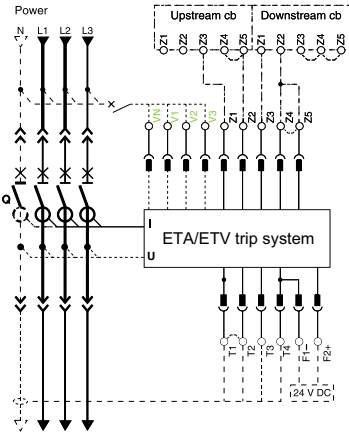 Power
Upstream cb
Downstream cb
N
L1
L2
L3
Z1
Z2
Z3
Z4
Z5
Z1
Z2
Z3
Z4
Z5
VN
V1
V2
V3
Z1
Z2
Z3
Z4
Z5
Q
I
ETA/ETV trip system
U
T1
T2
T3
T4
F1-
F2+
24 V DC